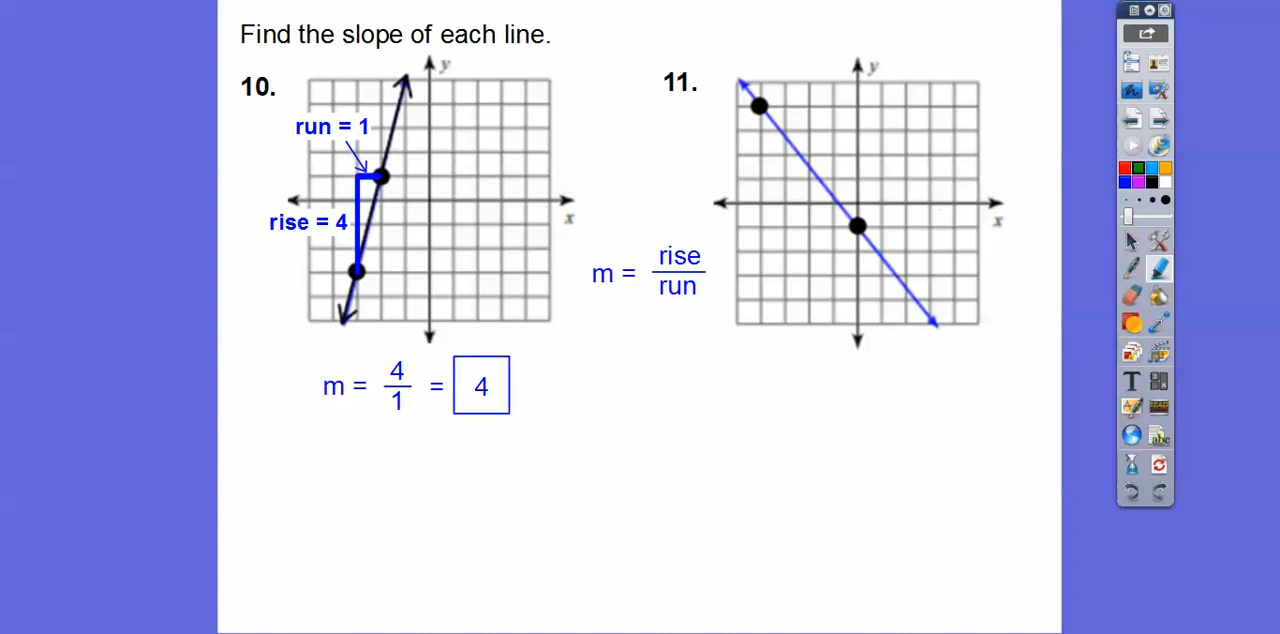 Find the slope of each line.
10.
y
run = 1
rise = 4
x
m = 4/1 = 4
11.
y
x
m = rise/run